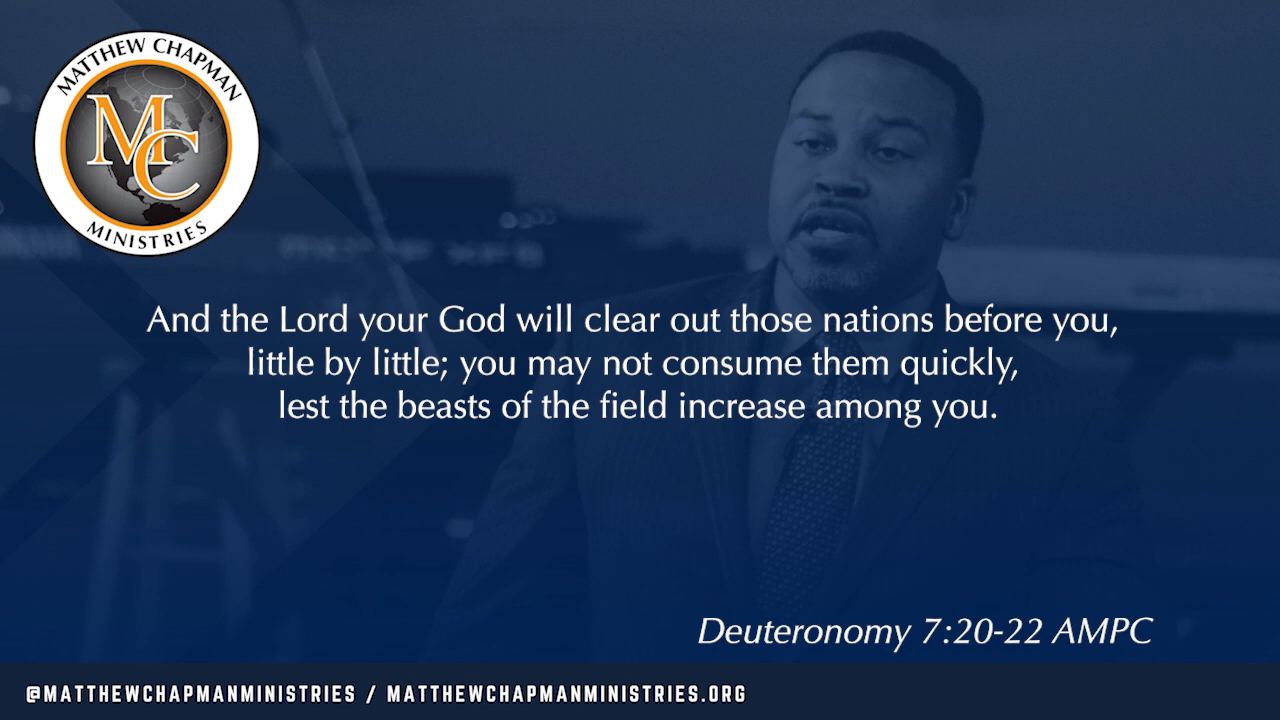 MATTHEW CHAPMAN
MC
MINISTRIES
And the Lord your God will clear out those nations before you,
little by little; you may not consume them quickly,
lest the beasts of the field increase among you.
Deuteronomy 7:20-22 AMPC
@MATTHEWCHAPMANMINISTRIES / MATTHEWCHAPMANMINISTRIES.ORG